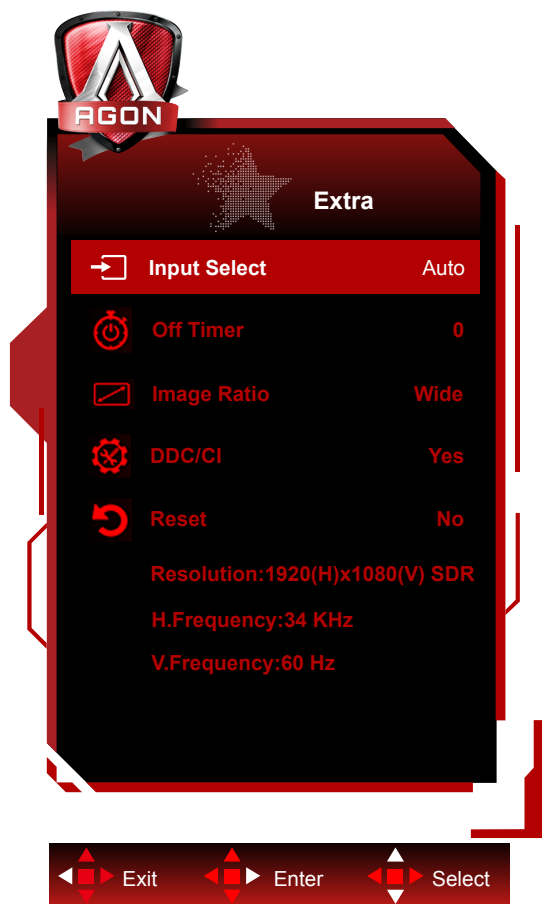 AGON
Extra
Input Select Auto
Off Timer 0
Image Ratio Wide
DDC/CI Yes
Reset No
Resolution:1920(H)x1080(V) SDR
H.Frequency:34 KHz
V.Frequency:60 Hz
Exit Enter Select